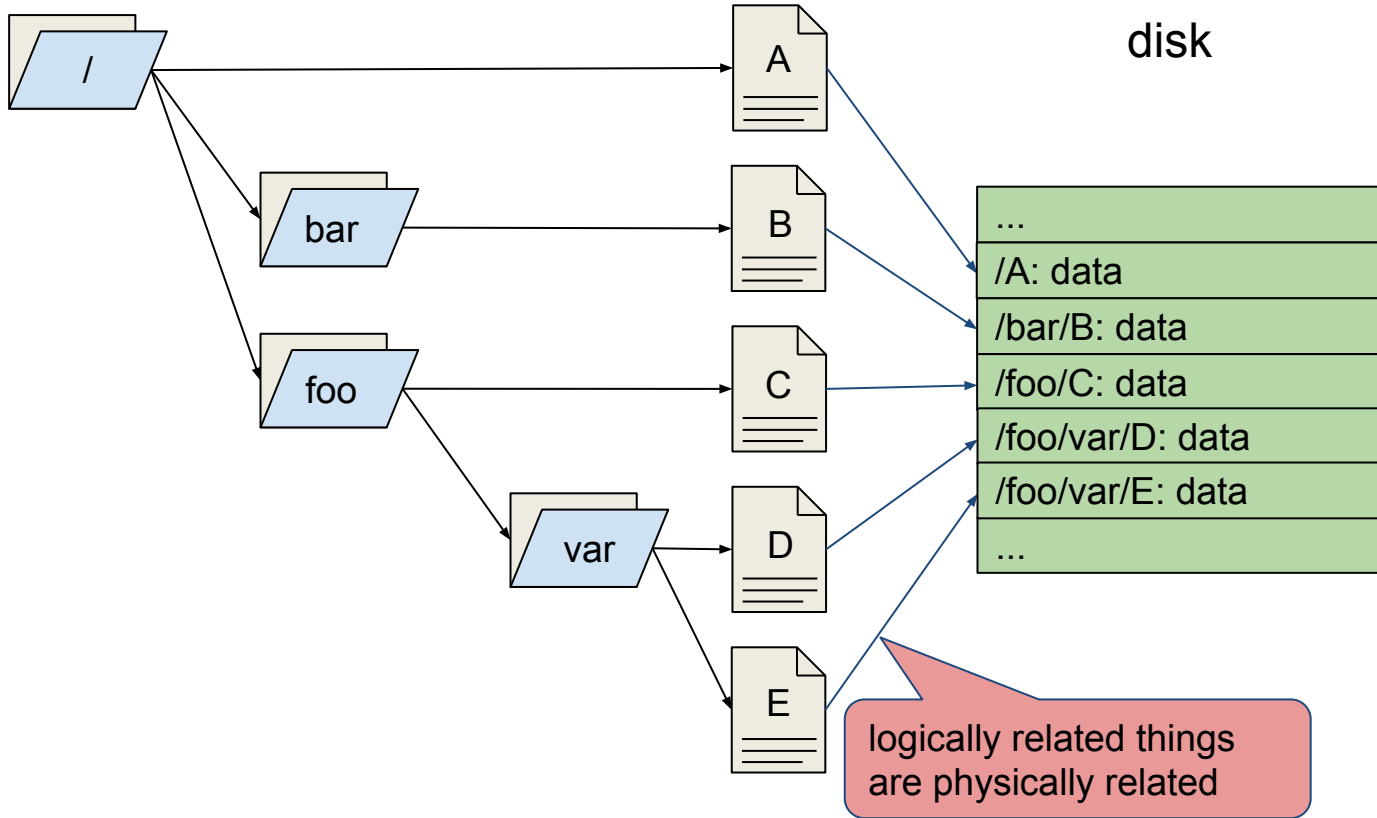 /
A
disk
bar
B
...
/A: data
/bar/B: data
foo
C
/foo/C: data
/foo/var/D: data
/foo/var/E: data
...
var
D
E
logically related things
are physically related